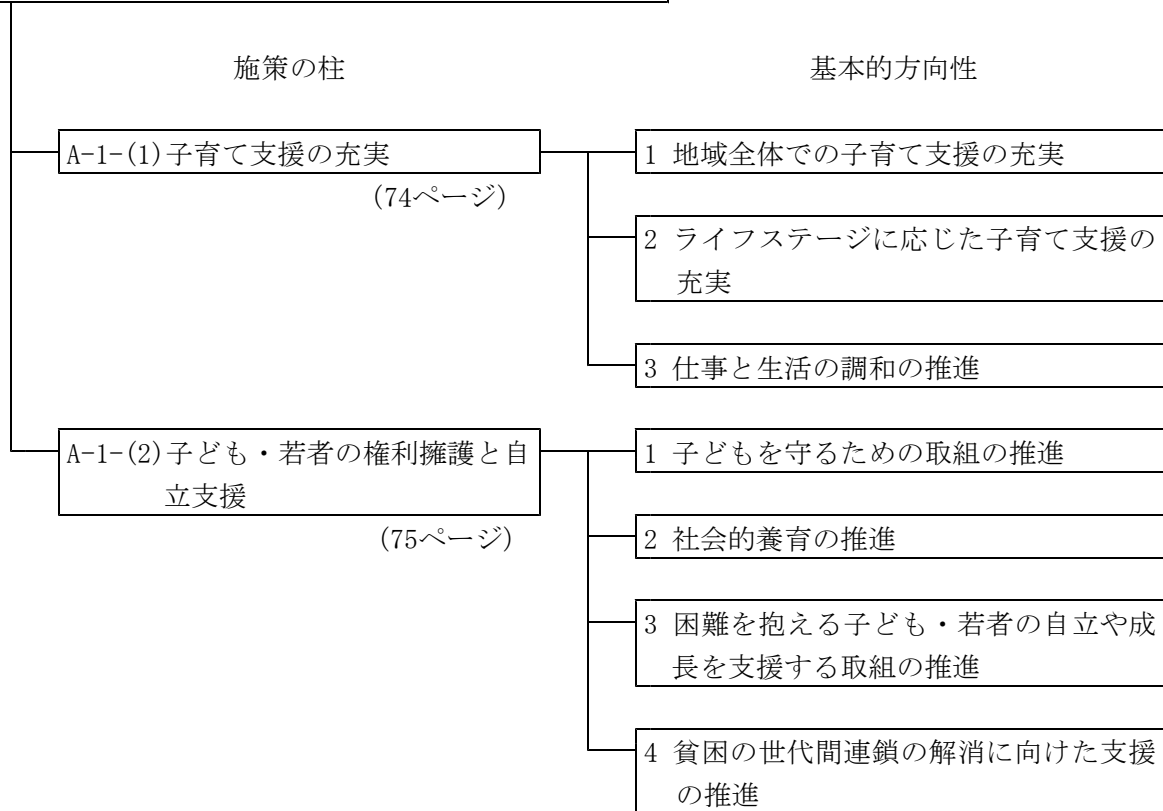 施策の柱
基本的方向性
A-1-(1)子育て支援の充実
(74ページ)
1 地域全体での子育て支援の充実
2 ライフステージに応じた子育て支援の
充実
3 仕事と生活の調和の推進
A-1-(2)子ども・若者の権利擁護と自
立支援
(75ページ)
1 子どもを守るための取組の推進
2 社会的養育の推進
3 困難を抱える子ども・若者の自立や成
長を支援する取組の推進
4 貧困の世代間連鎖の解消に向けた支援
の推進